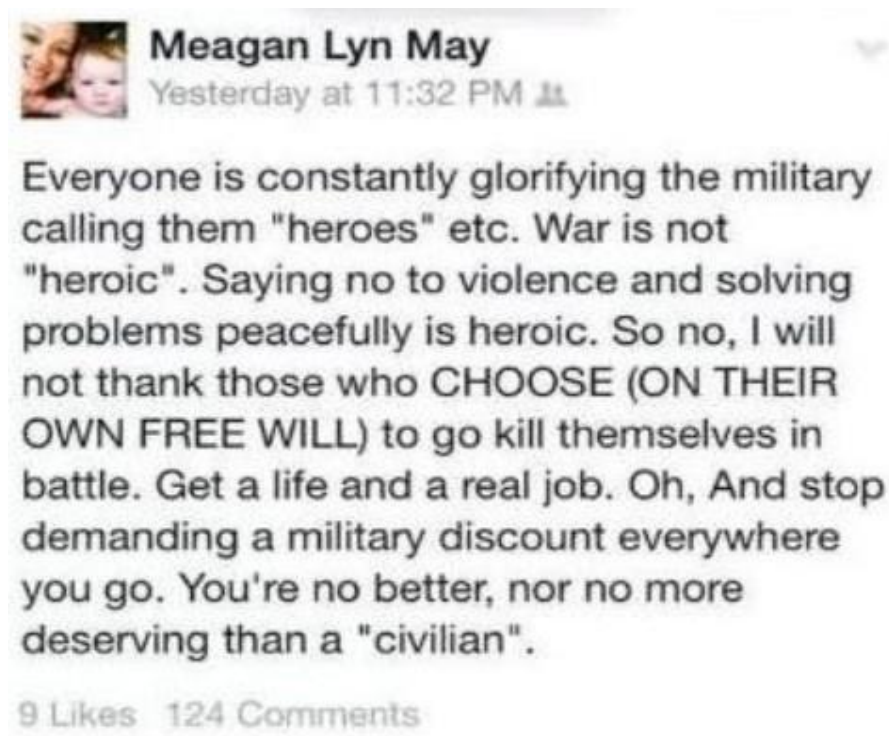 Meagan Lyn May
Yesterday at 11:32 PM
Everyone is constantly glorifying the military
calling them "heroes" etc. War is not
"heroic". Saying no to violence and solving
problems peacefully is heroic. So no, I will
not thank those who CHOOSE (ON THEIR
OWN FREE WILL) to go kill themselves in
battle. Get a life and a real job. Oh, And stop
demanding a military discount everywhere
you go. You're no better, nor no more
deserving than a "civilian".
9 Likes 124 Comments